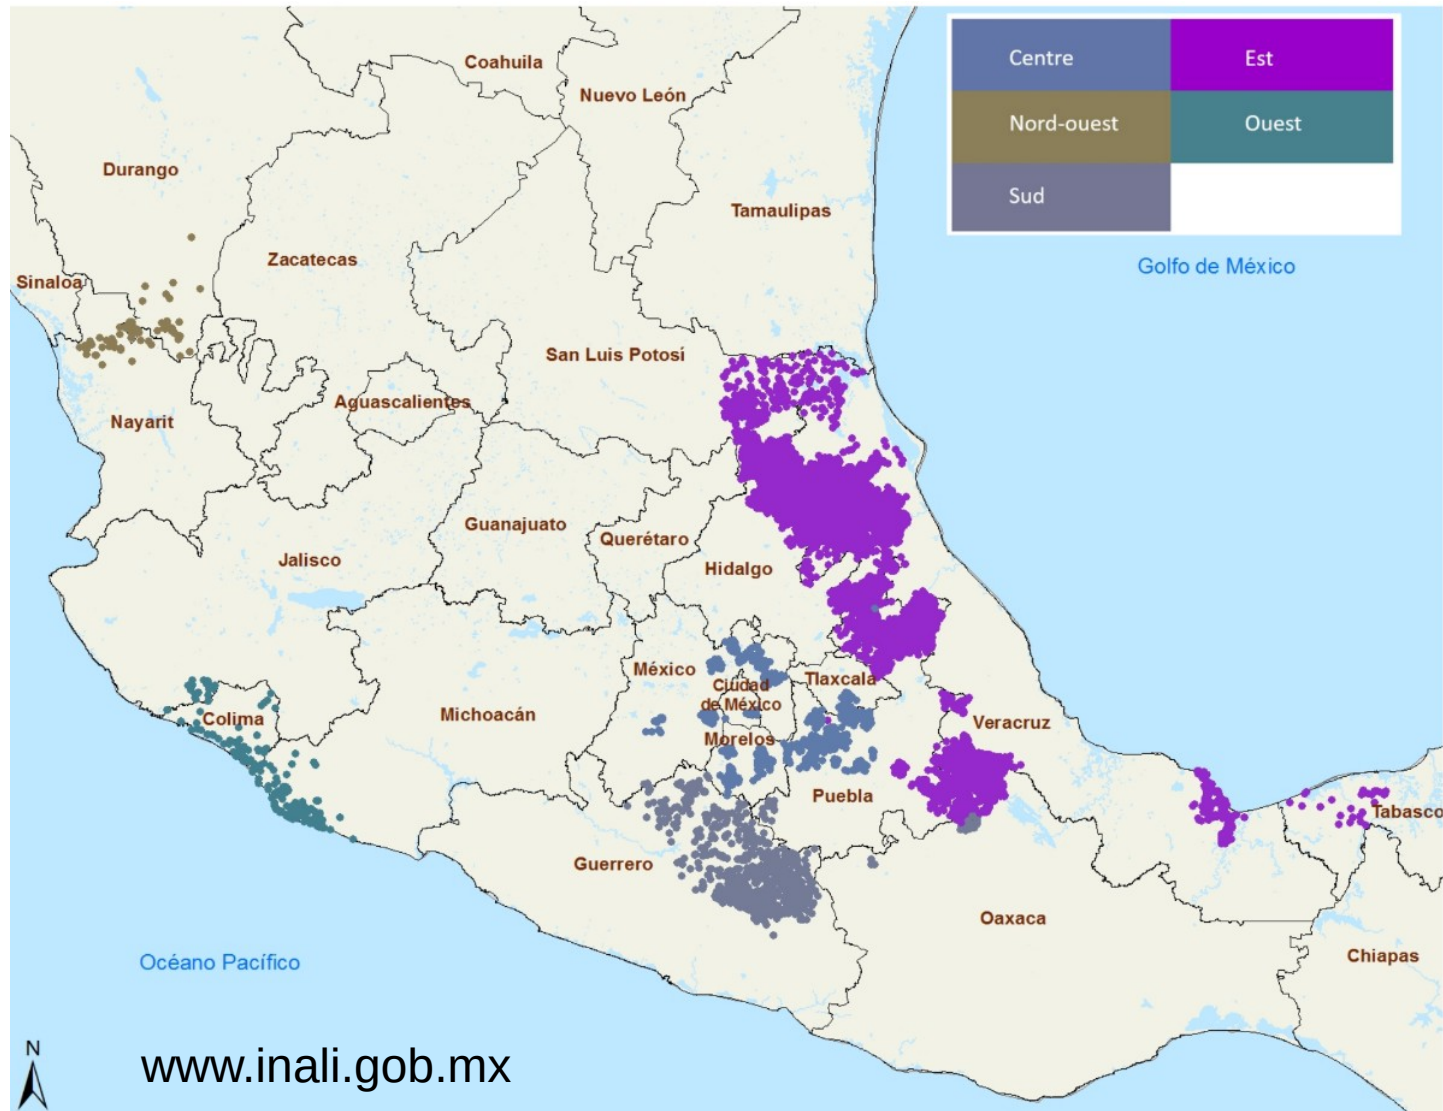 Centre
Est
Nord-ouest
Ouest
Sud
Coahuila
Nuevo León
Durango
Tamaulipas
Zacatecas
Golfo de México
Sinaloa
San Luis Potosí
Aguascalientes
Nayarit
Guanajuato
Querétaro
Jalisco
Hidalgo
México
Tlaxcala
Ciudad
de México
Colima
Michoacán
Veracruz
Morelos
Puebla
Tabasco
Guerrero
Oaxaca
Chiapas
Océano Pacífico
N
www.inali.gob.mx